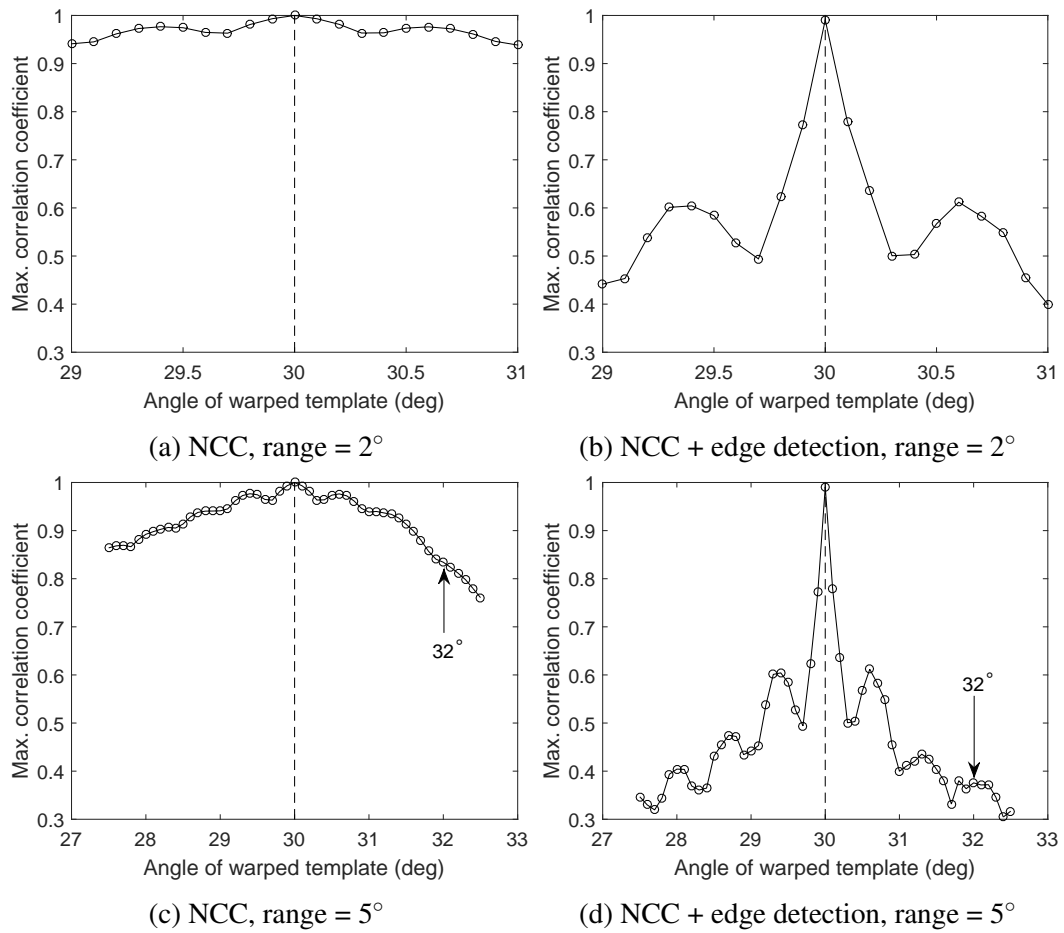 1
0.9
0.8
0.7
0.6
0.5
0.4
0.3
Max. correlation coefficient
29 29.5 30 30.5 31
Angle of warped template (deg)
(a) NCC, range = 2°
1
0.9
0.8
0.7
0.6
0.5
0.4
0.3
Max. correlation coefficient
29 29.5 30 30.5 31
Angle of warped template (deg)
(b) NCC + edge detection, range = 2°
1
0.9
0.8
0.7
0.6
0.5
0.4
0.3
Max. correlation coefficient
32°
27 28 29 30 31 32 33
Angle of warped template (deg)
(c) NCC, range = 5°
1
0.9
0.8
0.7
0.6
0.5
0.4
0.3
Max. correlation coefficient
32°
27 28 29 30 31 32 33
Angle of warped template (deg)
(d) NCC + edge detection, range = 5°